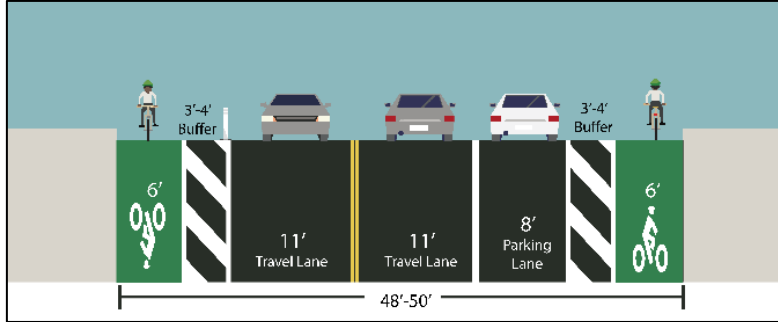 3'-4'
Buffer
3'-4'
Buffer
6'
6'
11'
Travel Lane
11'
Travel Lane
8'
Parking
Lane
48'-50'